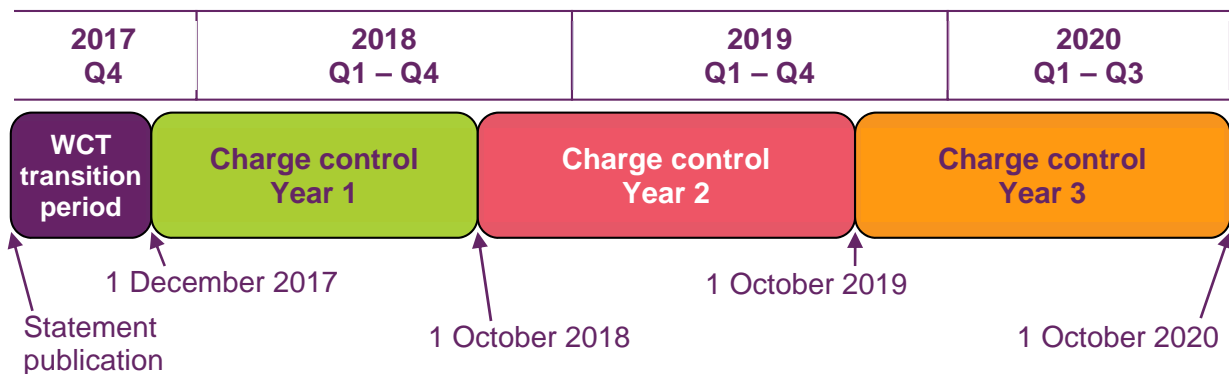 2017
Q4
2018
Q1 – Q4
2019
Q1 – Q4
2020
Q1 – Q3
WCT
transition
period
Charge control
Year 1
Charge control
Year 2
Charge control
Year 3
1 December 2017
1 October 2019
Statement
publication
1 October 2018
1 October 2020